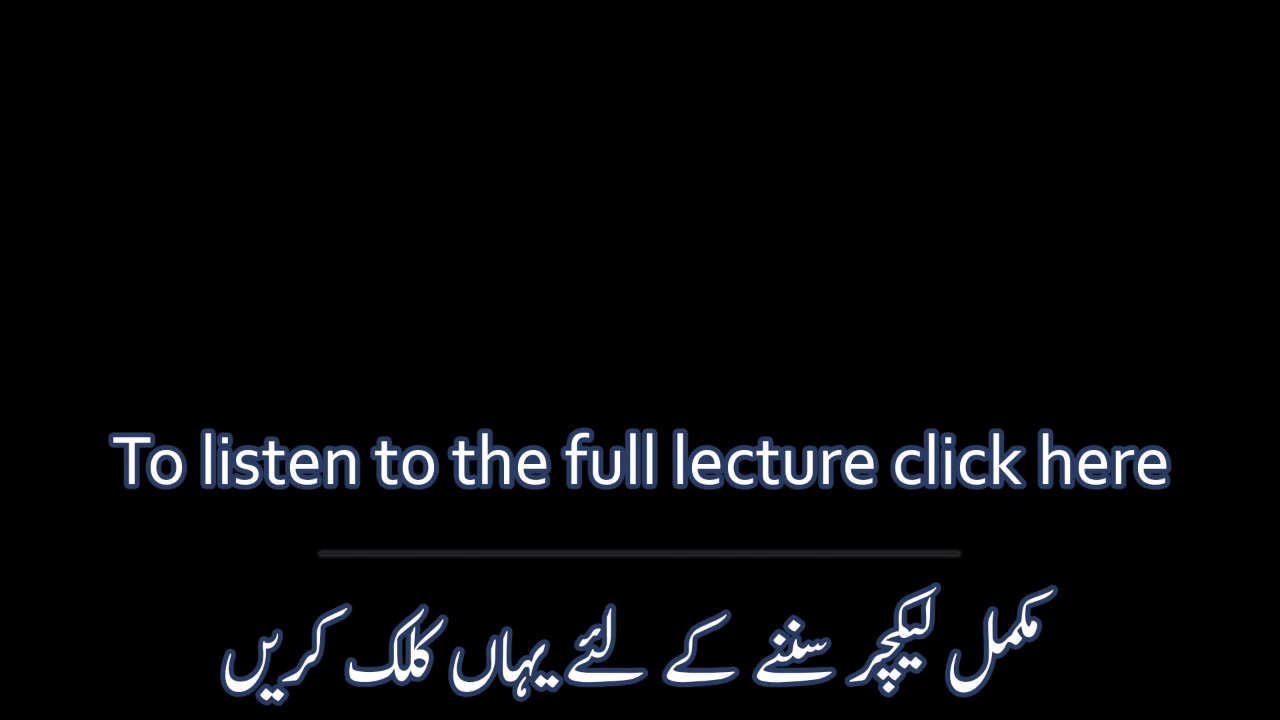 To listen to the full lecture click here
مکمل لیکچر سننے کے لئے یہاں کلک کریں